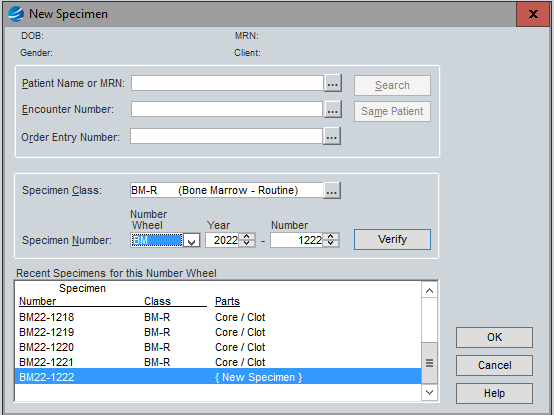 New Specimen
x
DOB: MRN:
Gender: Client:
Patient Name or MRN: ... Search
Encounter Number: ... Same Patient
Order Entry Number: ...
Specimen Class: BM-R (Bone Marrow - Routine) ...
Number
Wheel Year Number
Specimen Number: BM 2022 - 1222 Verify
Recent Specimens for this Number Wheel
Specimen
Number Class Parts
BM22-1218 BM-R Core / Clot
BM22-1219 BM-R Core / Clot
BM22-1220 BM-R Core / Clot
BM22-1221 BM-R Core / Clot
BM22-1222 { New Specimen }
OK
Cancel
Help